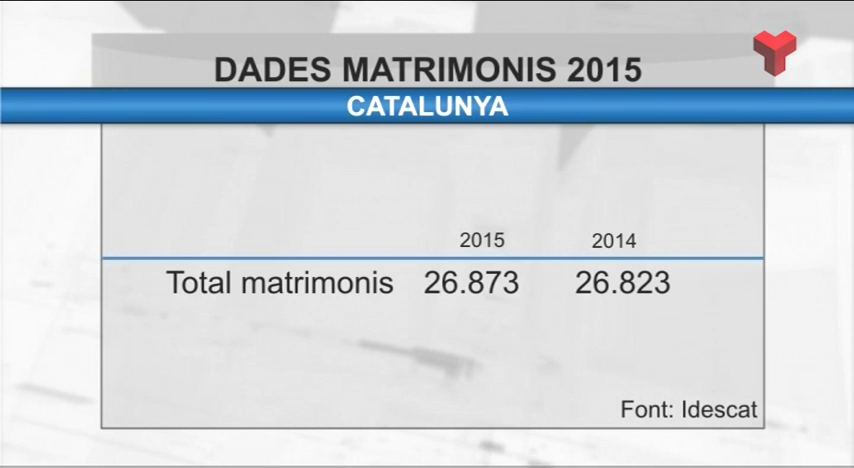 DADES MATRIMONIS 2015
CATALUNYA
2015 2014
Total matrimonis 26.873 26.823
Font: Idescat